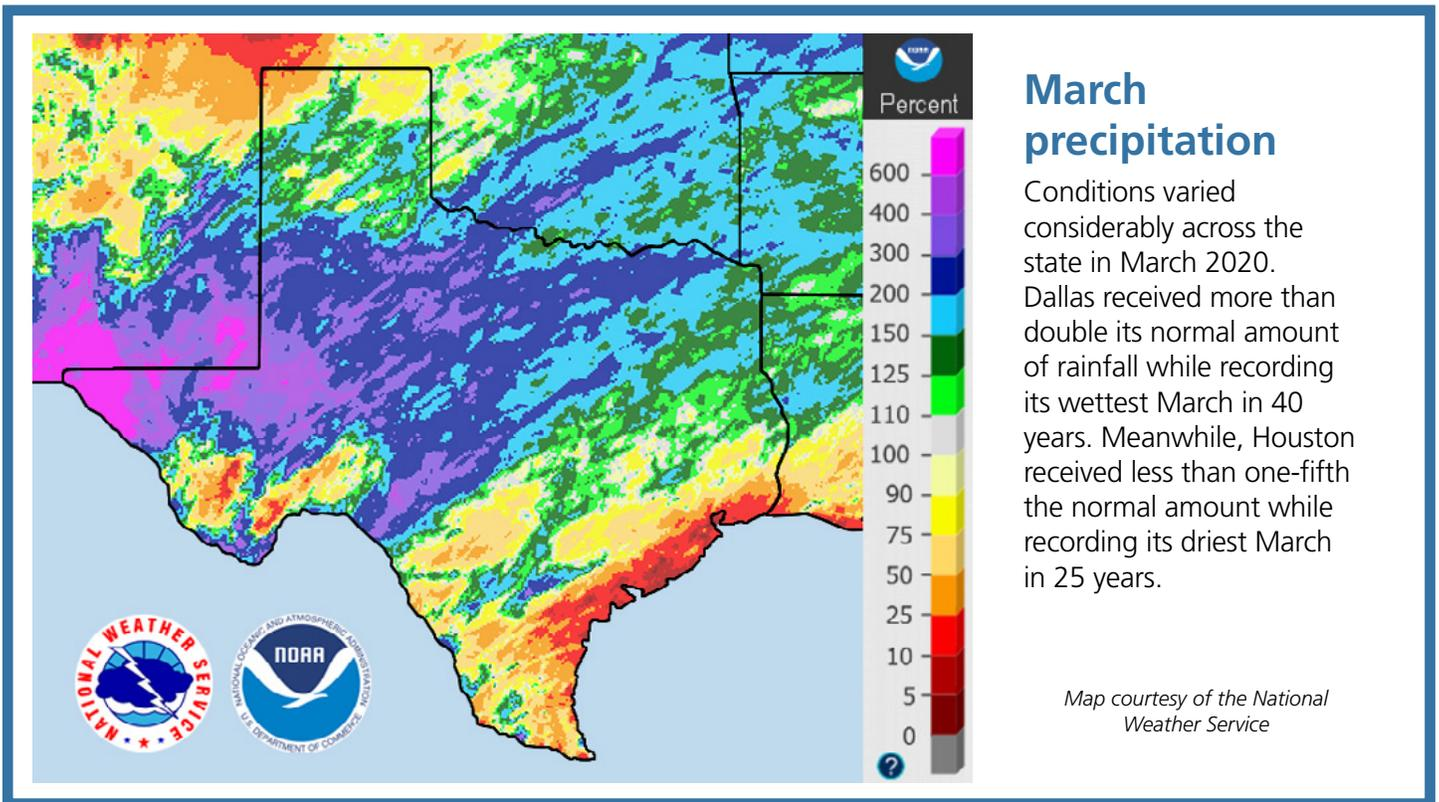 NOAA
Percent
600
400
300
200
150
125
110
100
90
75
50
25
10
5
0
?
NATIONAL WEATHER SERVICE
NATIONAL OCEANIC AND ATMOSPHERIC ADMINISTRATION
U.S. DEPARTMENT OF COMMERCE
NOAA
March
precipitation
Conditions varied
considerably across the
state in March 2020.
Dallas received more than
double its normal amount
of rainfall while recording
its wettest March in 40
years. Meanwhile, Houston
received less than one-fifth
the normal amount while
recording its driest March
in 25 years.
Map courtesy of the National
Weather Service